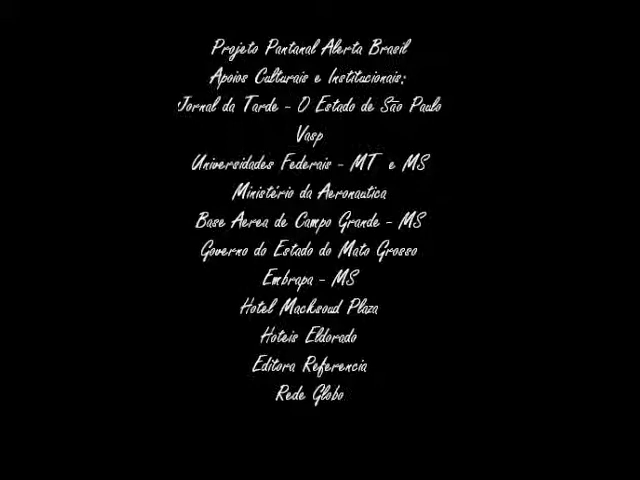 Projeto Pantanal Alerta Brasil
Apoios Culturais e Institucionais:
Jornal da Tarde - O Estado de São Paulo
Vasp
Universidades Federais - MT e MS
Ministério da Aeronautica
Base Aerea de Campo Grande - MS
Governo do Estado do Mato Grosso
Embrapa - MS
Hotel Macksoud Plaza
Hoteis Eldorado
Editora Referencia
Rede Globo